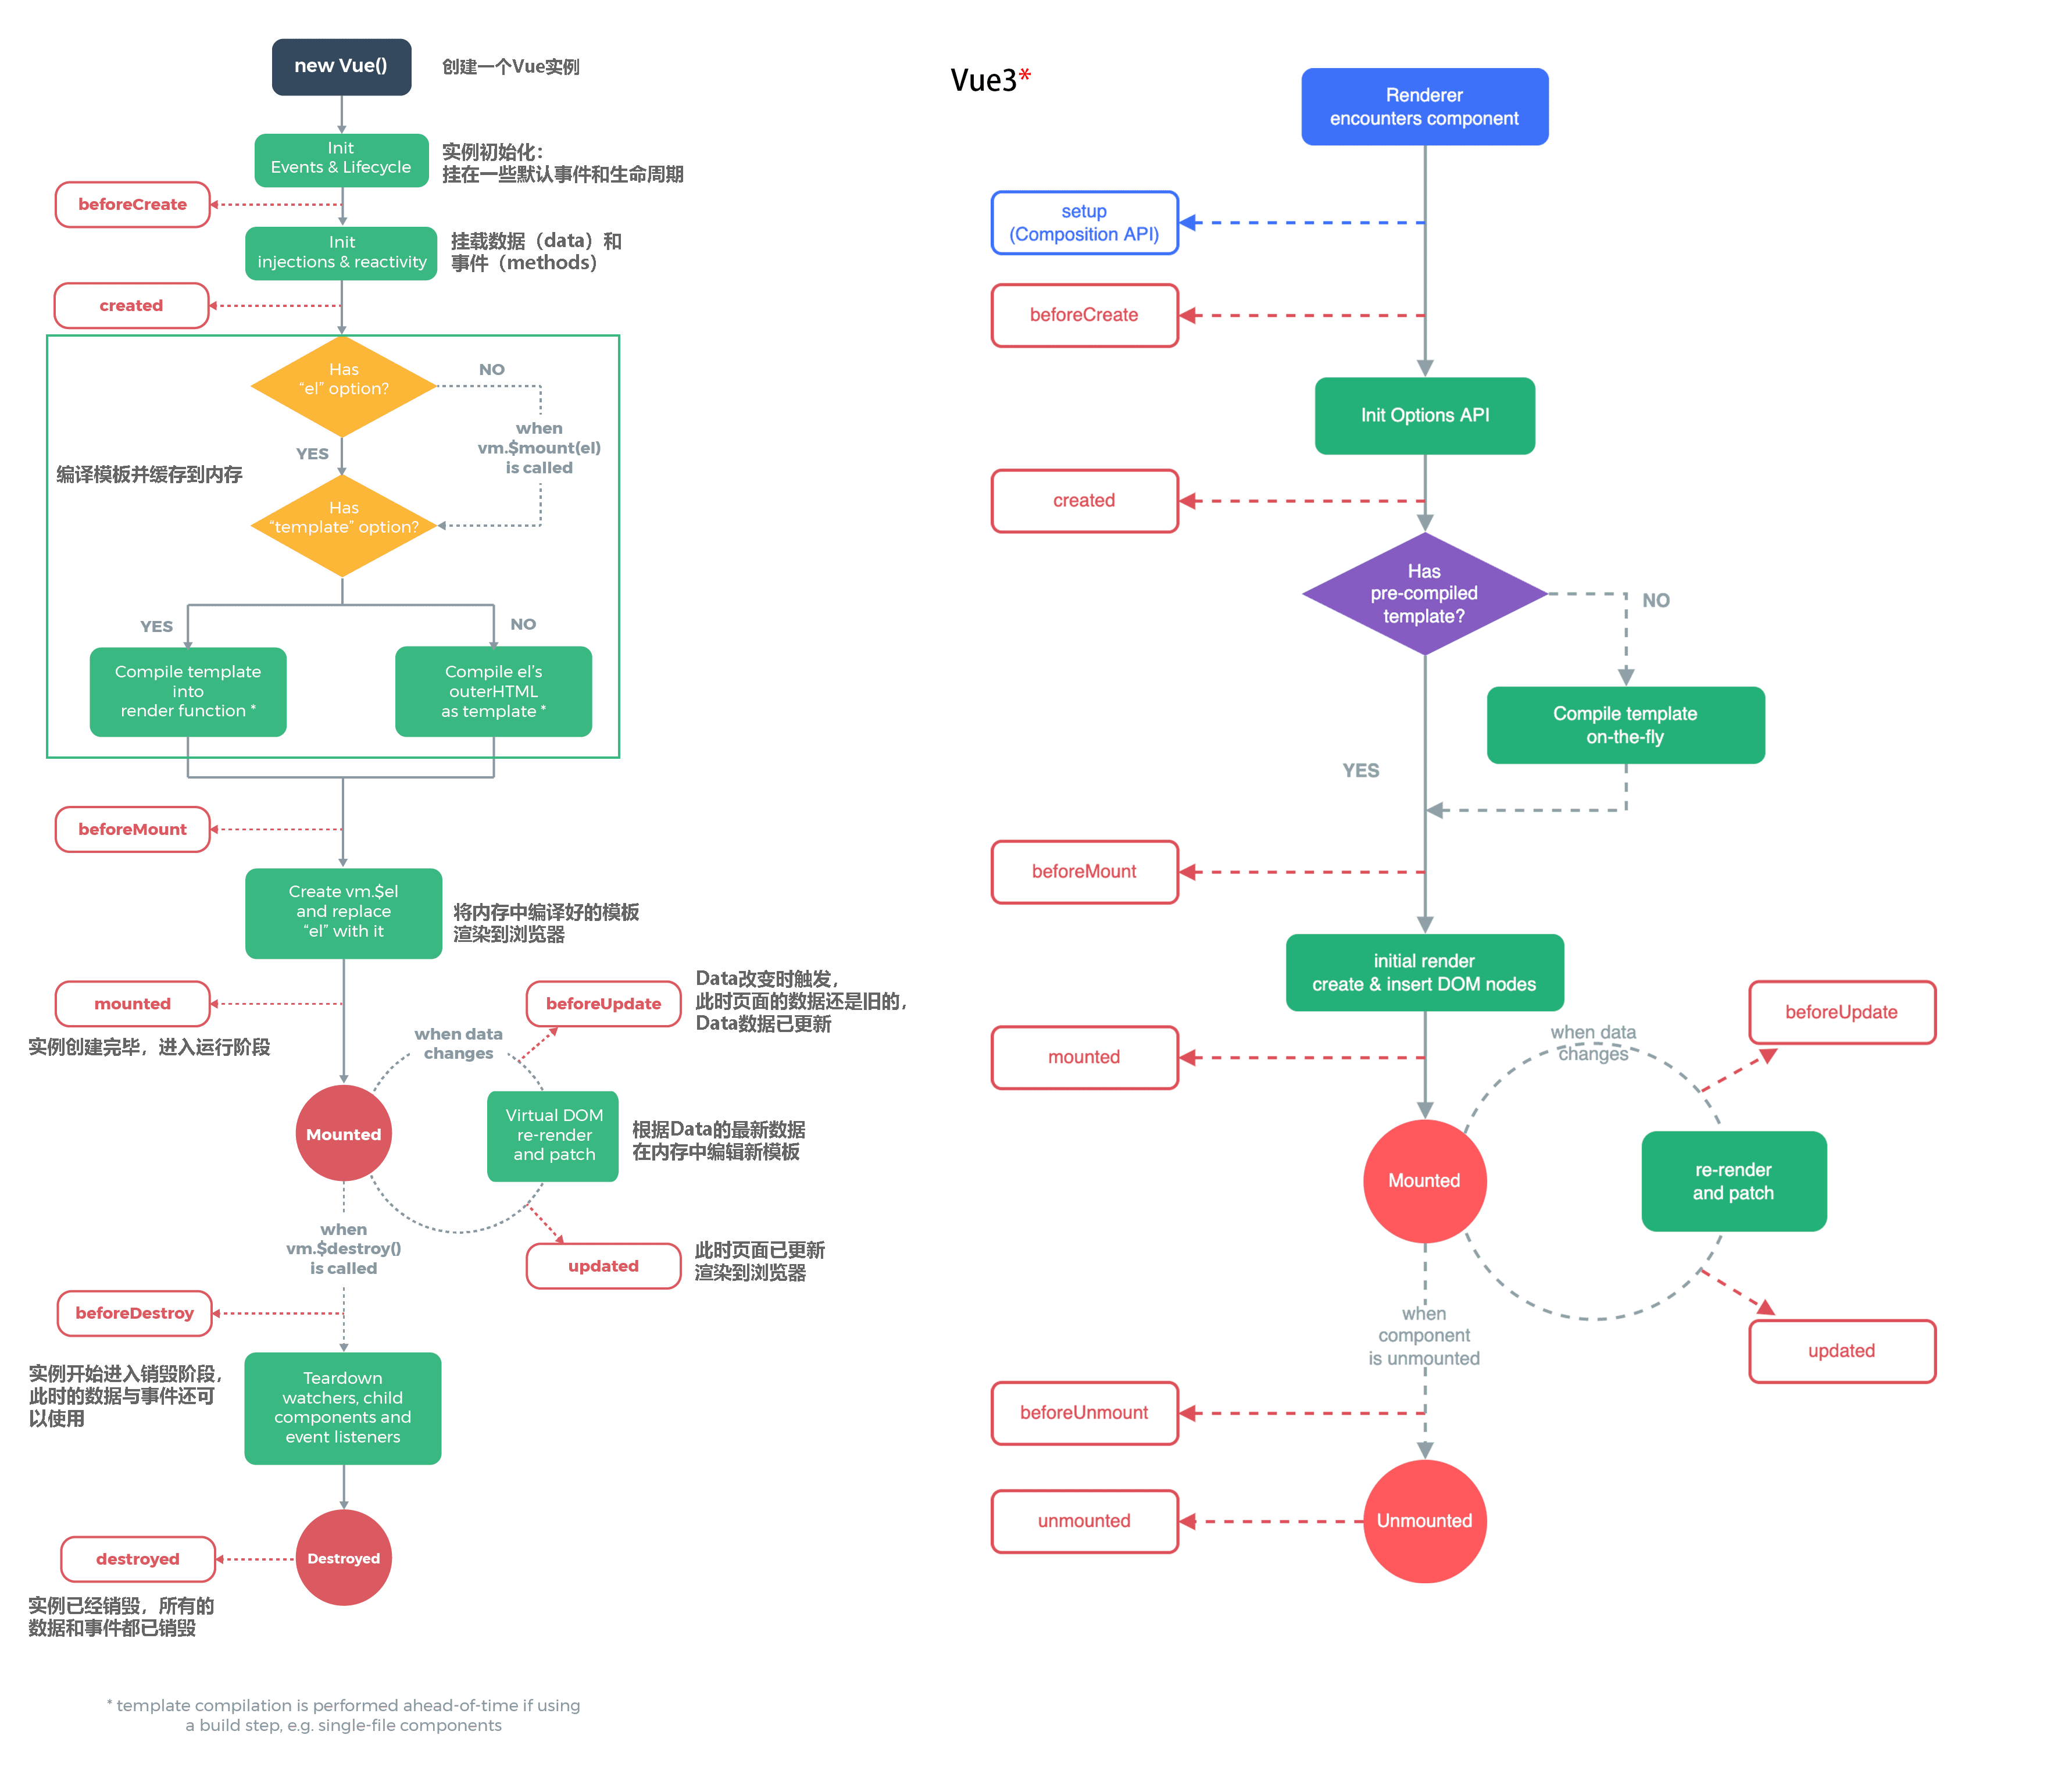 new Vue()
创建一个Vue实例
Init
Events & Lifecycle
实例初始化：
挂在一些默认事件和生命周期
beforeCreate
Init
injections & reactivity
挂载数据（data）和
事件（methods）
created
Has
“el” option?
NO
when
vm.$mount(el)
is called
YES
编译模板并缓存到内存
Has
“template” option?
YES
NO
Compile template
into
render function *
Compile el’s
outerHTML
as template *
beforeMount
Create vm.$el
and replace
“el” with it
将内存中编译好的模板
渲染到浏览器
mounted
实例创建完毕，进入运行阶段
beforeUpdate
Data改变时触发，
此时页面的数据还是旧的，
Data数据已更新
when data
changes
Mounted
Virtual DOM
re-render
and patch
根据Data的最新数据
在内存中编辑新模板
when
vm.$destroy()
is called
updated
此时页面已更新
渲染到浏览器
beforeDestroy
实例开始进入销毁阶段，
此时的数据与事件还可
以使用
Teardown
watchers, child
components and
event listeners
destroyed
Destroyed
实例已经销毁，所有的
数据和事件都已销毁
* template compilation is performed ahead-of-time if using
a build step, e.g. single-file components
Vue3*
Renderer
encounters component
setup
(Composition API)
beforeCreate
Init Options API
created
Has
pre-compiled
template?
NO
Compile template
on-the-fly
YES
beforeMount
initial render
create & insert DOM nodes
mounted
when data
changes
beforeUpdate
Mounted
re-render
and patch
updated
when
component
is unmounted
beforeUnmount
unmounted
Unmounted